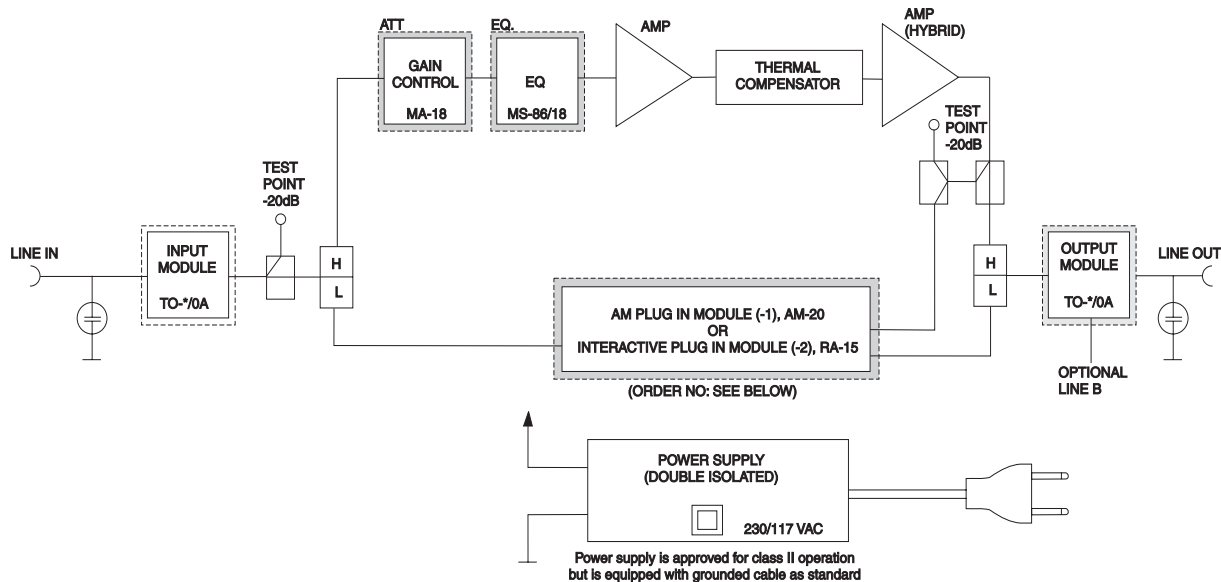 ATT
GAIN
CONTROL
MA-18
EQ.
EQ
MS-86/18
AMP
THERMAL
COMPENSATOR
AMP
(HYBRID)
TEST
POINT
-20dB
TEST
POINT
-20dB
LINE IN
INPUT
MODULE
TO-*/0A
H
L
H
L
OUTPUT
MODULE
TO-*/0A
LINE OUT
AM PLUG IN MODULE (-1), AM-20
OR
INTERACTIVE PLUG IN MODULE (-2), RA-15
(ORDER NO: SEE BELOW)
OPTIONAL
LINE B
POWER SUPPLY
(DOUBLE ISOLATED)
230/117 VAC
Power supply is approved for class II operation
but is equipped with grounded cable as standard